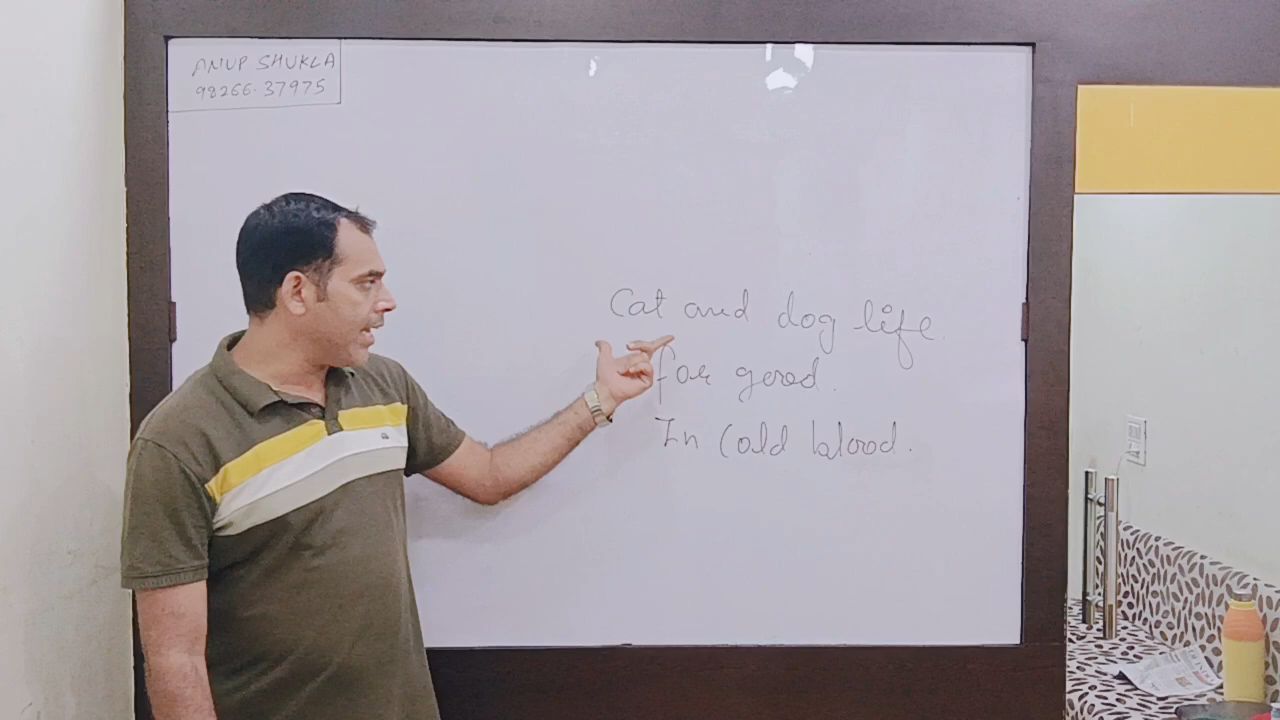 ANUP SHUKLA
98266-37975
Cat and dog life.
for good.
In Cold blood.